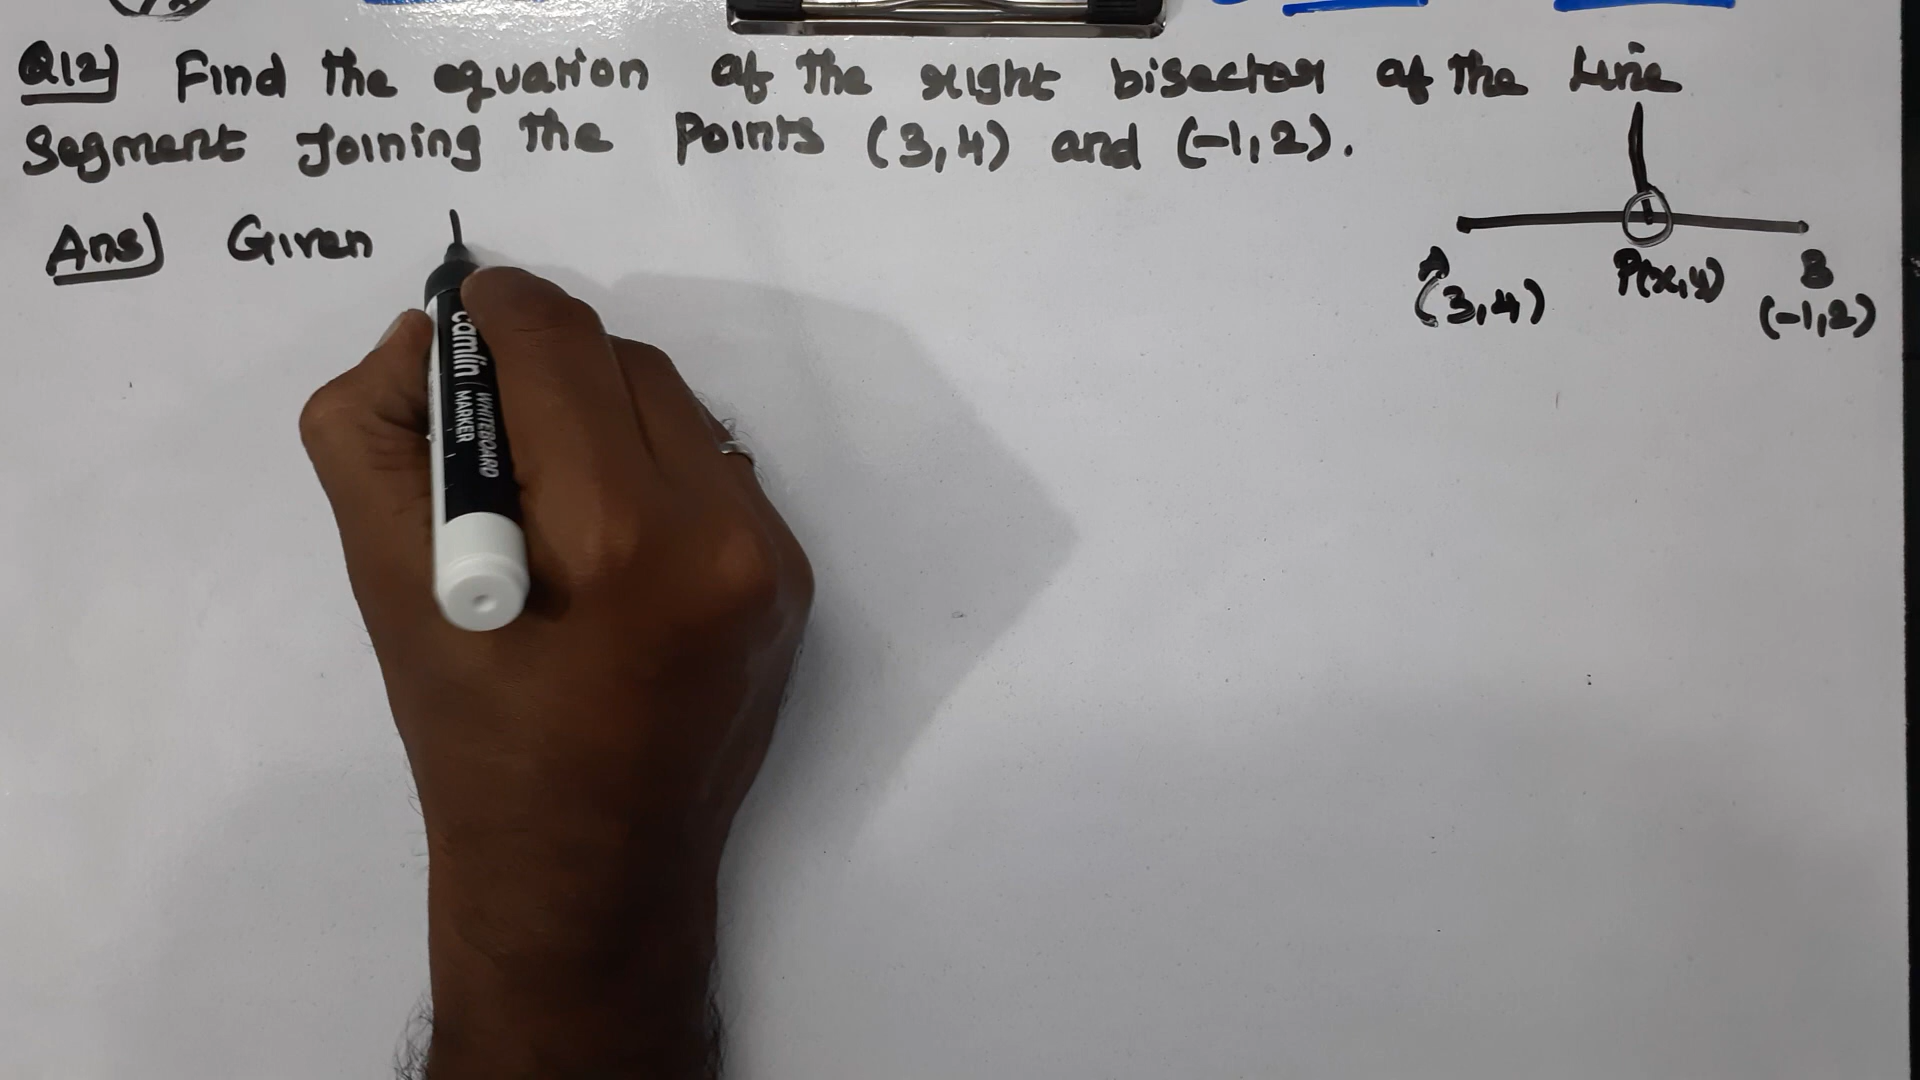 Q12) Find the equation of the right bisector of the Line
Segment Joining the Points (3,4) and (-1,2).
Ans) Given
A
P(x,y)
B
(3,4)
(-1,2)
camlin
WHITEBOARD
MARKER